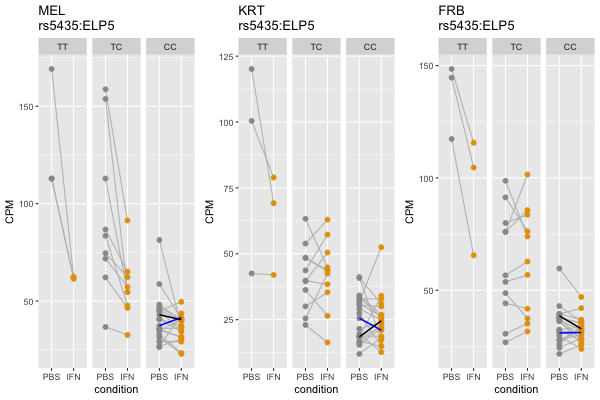 MEL
rs5435:ELP5
TT TC CC
CPM
150
100
50
PBS IFN PBS IFN PBS IFN
condition
KRT
rs5435:ELP5
TT TC CC
CPM
125
100
75
50
25
PBS IFN PBS IFN PBS IFN
condition
FRB
rs5435:ELP5
TT TC CC
CPM
150
100
50
PBS IFN PBS IFN PBS IFN
condition